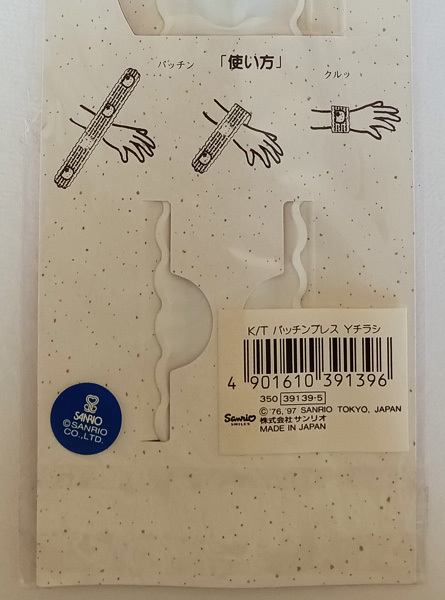 パッチン 「使い方」 クルッ
K/T パッチンブレス Yチラシ
4 901610 391396
350 39139-5
Sanrio SMILES
© '76, '97 SANRIO TOKYO, JAPAN
株式会社サンリオ
MADE IN JAPAN
SANRIO
©SANRIO
CO.,LTD.